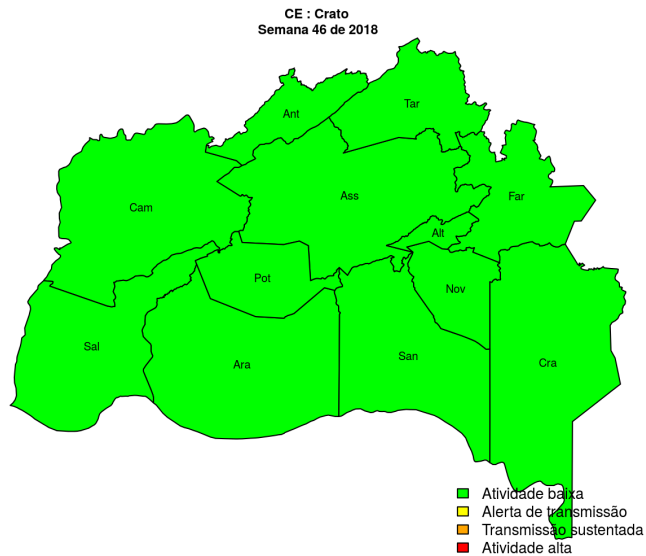 CE : Crato
Semana 46 de 2018
Tar
Ant
Cam
Ass
Far
Alt
Pot
Nov
Sal
Ara
San
Cra
Atividade baixa
Alerta de transmissão
Transmissão sustentada
Atividade alta